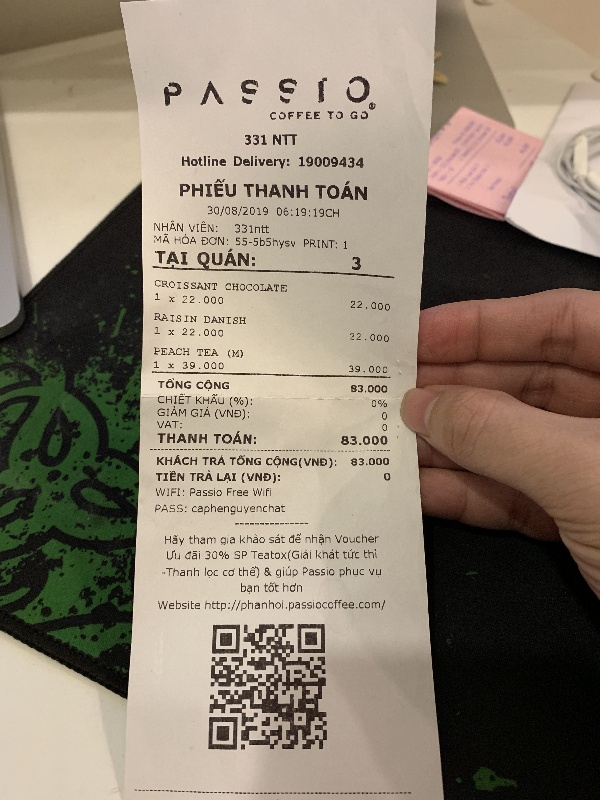 PASSIO®
COFFEE TO GO
331 NTT
Hotline Delivery: 19009434
PHIẾU THANH TOÁN
30/08/2019 06:19:19CH
NHÂN VIÊN: 331ntt
MÃ HÓA ĐƠN: 55-5b5hysv PRINT: 1
TẠI QUÁN: 3
CROISSANT CHOCOLATE
1 x 22.000 22,000
RAISIN DANISH
1 x 22.000 22.000
PEACH TEA (M)
1 x 39.000 39.000
TỔNG CỘNG 83.000
CHIẾT KHẤU (%): 0%
GIẢM GIÁ (VNĐ): 0
VAT: 0
THANH TOÁN: 83.000
KHÁCH TRẢ TỔNG CỘNG(VNĐ): 83.000
TIỀN TRẢ LẠI (VNĐ): 0
WIFI: Passio Free Wifi
PASS: caphenguyenchat
----------------
Hãy tham gia khảo sát để nhận Voucher
Ưu đãi 30% SP Teatox(Giải khát tức thì
-Thanh lọc cơ thể) & giúp Passio phục vụ
bạn tốt hơn
Website http://phanhoi.passiocoffee.com/